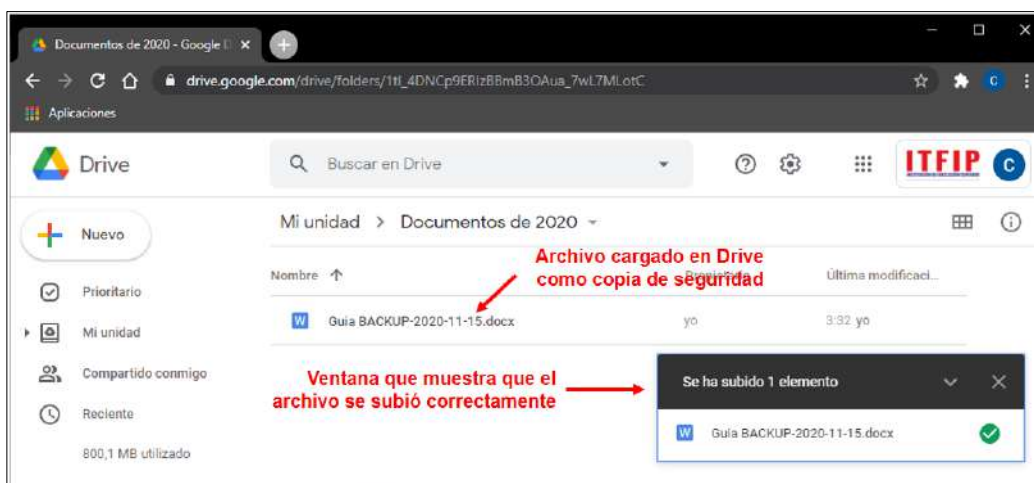 Documentos de 2020 - Google D
drive.google.com/drive/folders/1tl_4DNCp9ERIzBBmB3OAua_7wL7MLotC
C
Aplicaciones
Drive
Buscar en Drive
ITFIP
C
Nuevo
Mi unidad > Documentos de 2020
Archivo cargado en Drive
como copia de seguridad
Nombre
Propietario
Última modificaci...
Prioritario
W Guia BACKUP-2020-11-15.docx yo 3:32 yo
Mi unidad
Compartido conmigo
Ventana que muestra que el
archivo se subió correctamente
Se ha subido 1 elemento
Reciente
W Guia BACKUP-2020-11-15.docx
800,1 MB utilizado